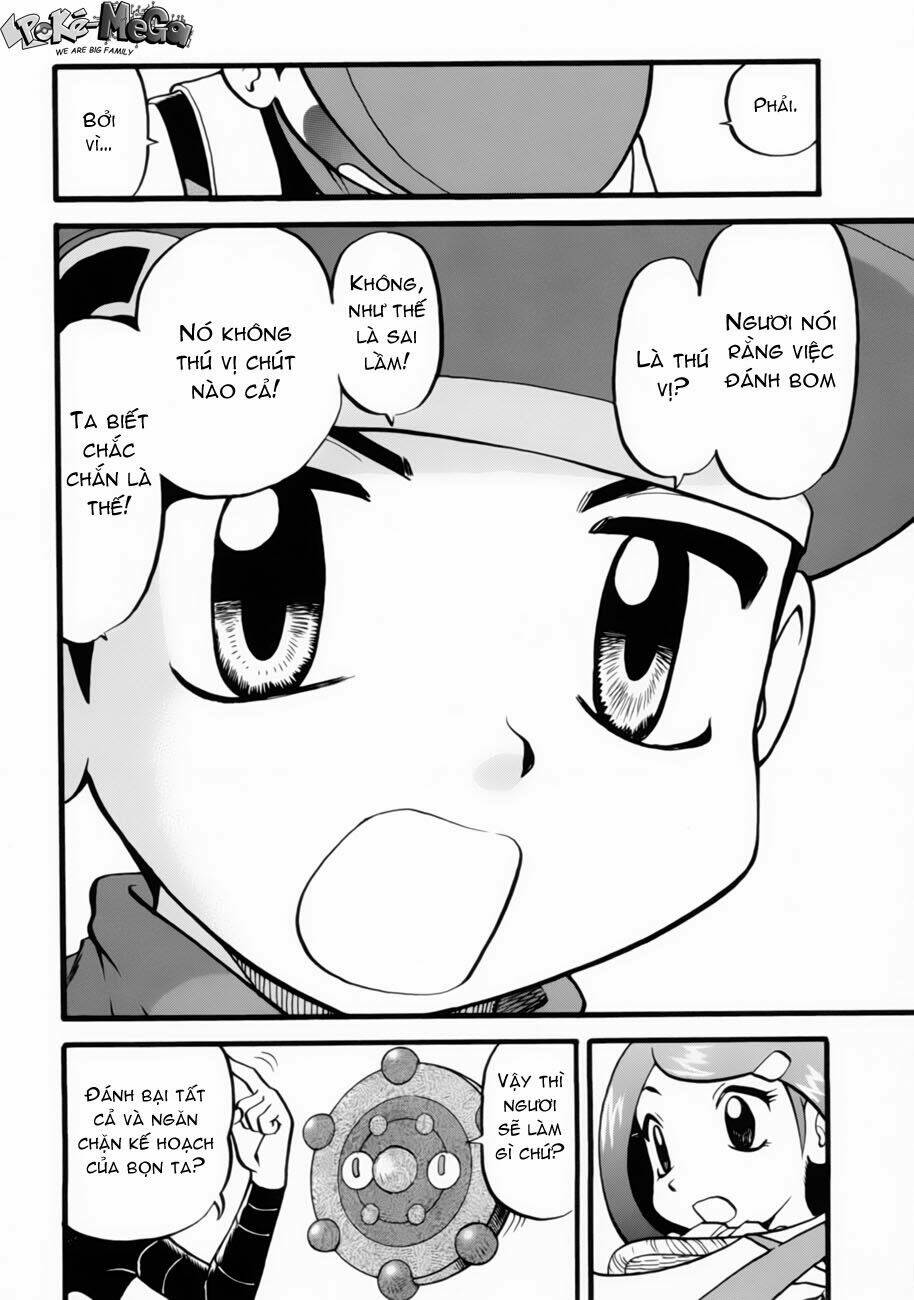 Poké-Mega
WE ARE BIG FAMILY
PHẢI.
BỞI
VÌ...
NGƯƠI NÓI
RẰNG VIỆC
ĐÁNH BOM
LÀ THÚ
VỊ?
KHÔNG,
NHƯ THẾ
LÀ SAI
LẦM!
NÓ KHÔNG
THÚ VỊ CHÚT
NÀO CẢ!
TA BIẾT
CHẮC
CHẮN LÀ
THẾ!
VẬY THÌ
NGƯƠI
SẼ LÀM
GÌ CHỨ?
ĐÁNH BẠI TẤT
CẢ VÀ NGĂN
CHẶN KẾ HOẠCH
CỦA BỌN TA?